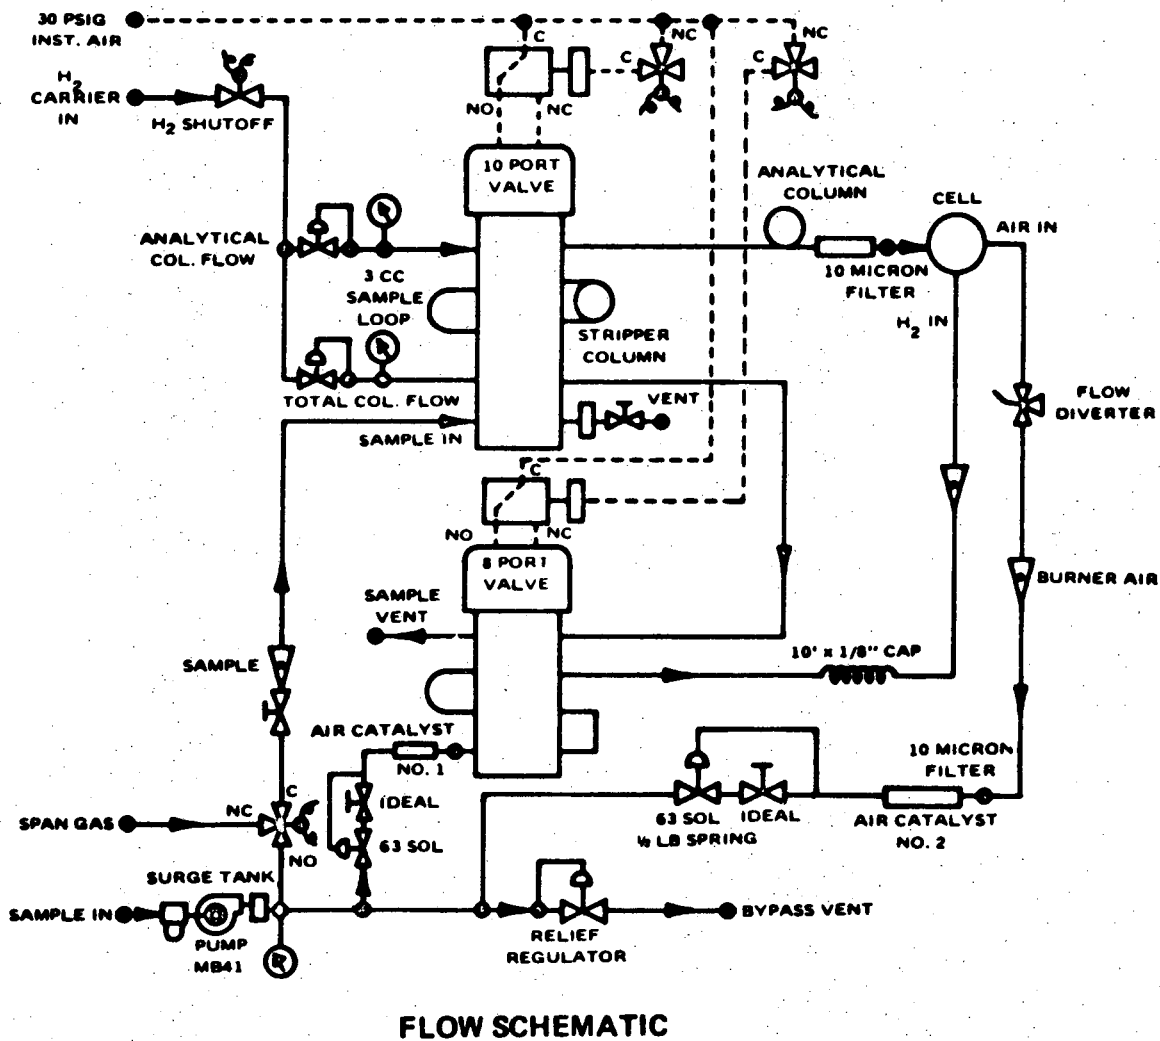 30 PSIG
INST. AIR
C
NC
NC
C
C
H2
CARRIER
IN
H2 SHUTOFF
NO
NC
10 PORT
VALVE
ANALYTICAL
COLUMN
CELL
AIR IN
ANALYTICAL
COL. FLOW
3 CC
SAMPLE
LOOP
10 MICRON
FILTER
H2 IN
STRIPPER
COLUMN
TOTAL COL. FLOW
VENT
FLOW
DIVERTER
SAMPLE IN
C
NO
NC
8 PORT
VALVE
BURNER AIR
SAMPLE
VENT
10' x 1/8" CAP
SAMPLE
AIR CATALYST
NO. 1
10 MICRON
FILTER
C
NC
IDEAL
SPAN GAS
63 SOL
NO
63 SOL
½ LB SPRING
IDEAL
AIR CATALYST
NO. 2
SURGE TANK
SAMPLE IN
BYPASS VENT
PUMP
MB41
RELIEF
REGULATOR
FLOW SCHEMATIC